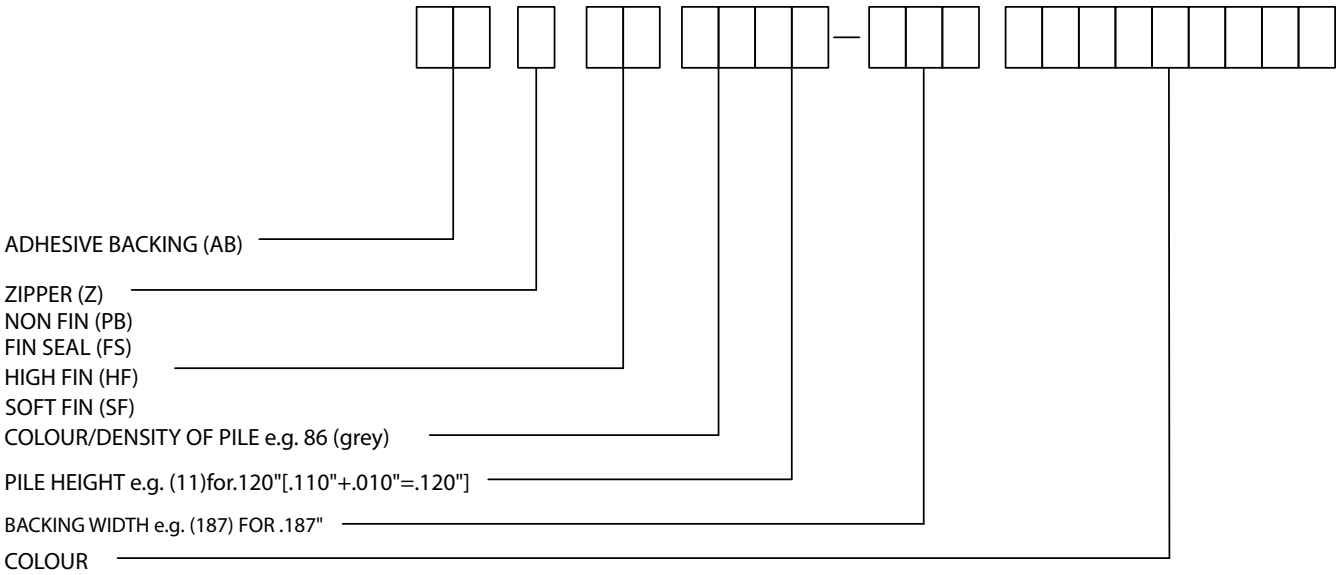 ADHESIVE BACKING (AB)
ZIPPER (Z)
NON FIN (PB)
FIN SEAL (FS)
HIGH FIN (HF)
SOFT FIN (SF)
COLOUR/DENSITY OF PILE e.g. 86 (grey)
PILE HEIGHT e.g. (11)for.120"[.110"+.010"=.120"]
BACKING WIDTH e.g. (187) FOR .187"
COLOUR